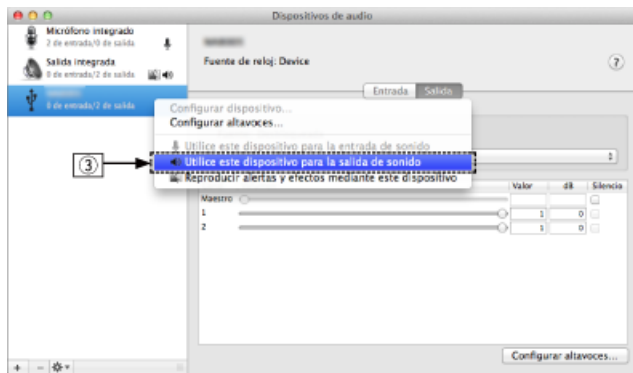 Dispositivos de audio
Micrófono integrado
2 de entrada/0 de salida
Salida integrada
0 de entrada/2 de salida
0 de entrada/2 de salida
Fuente de reloj: Device
?
Entrada Salida
Configurar dispositivo...
Configurar altavoces...
Utilice este dispositivo para la entrada de sonido
③ Utilice este dispositivo para la salida de sonido
Reproducir alertas y efectos mediante este dispositivo
Valor dB Silencio
Maestro
1 1 0
2 1 0
Configurar altavoces...